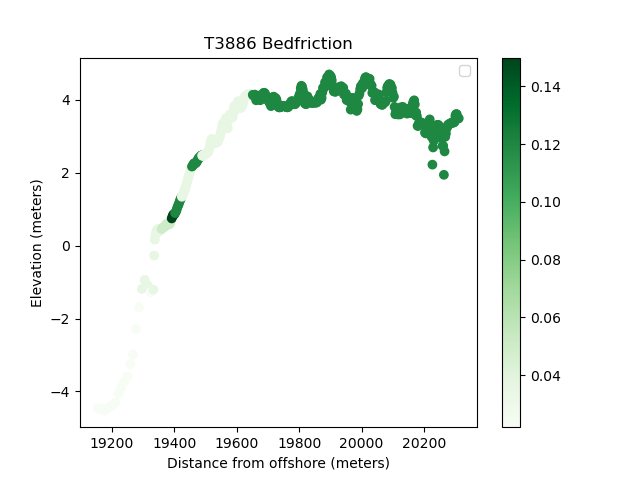 T3886 Bedfriction
4
2
0
−2
−4
Elevation (meters)
19200 19400 19600 19800 20000 20200
Distance from offshore (meters)
0.14
0.12
0.10
0.08
0.06
0.04